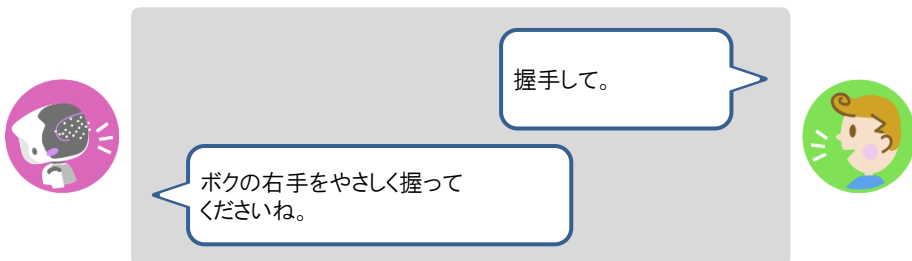 握手して。
ボクの右手をやさしく握って
くださいね。